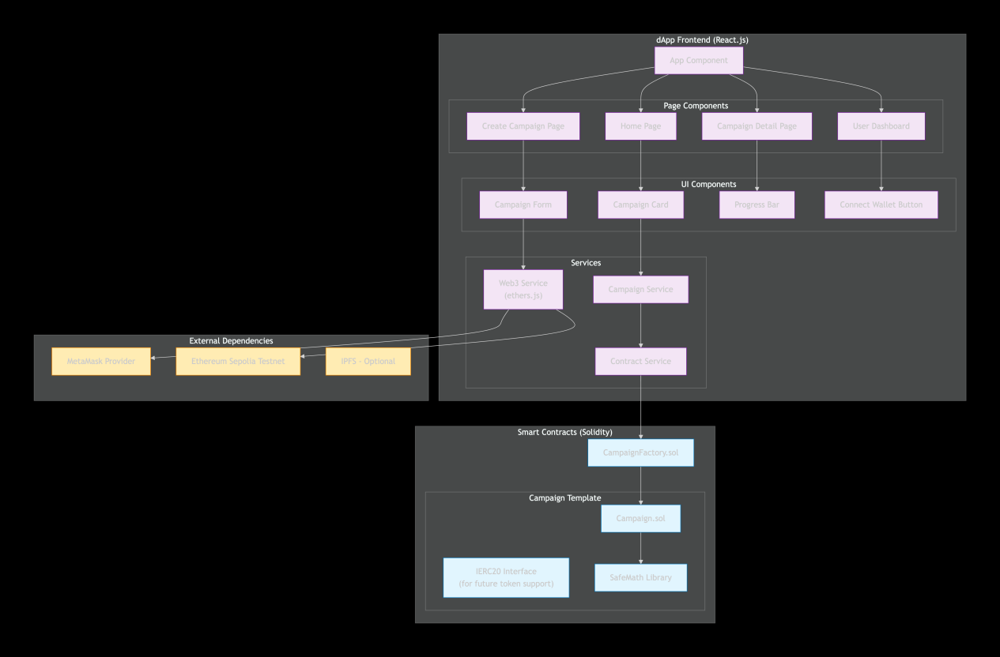 dApp Frontend (React.js)
App Component
Page Components
Create Campaign Page
Home Page
Campaign Detail Page
User Dashboard
UI Components
Campaign Form
Campaign Card
Progress Bar
Connect Wallet Button
Services
Web3 Service
(ethers.js)
Campaign Service
Contract Service
External Dependencies
MetaMask Provider
Ethereum Sepolia Testnet
IPFS - Optional
Smart Contracts (Solidity)
CampaignFactory.sol
Campaign Template
Campaign.sol
IERC20 Interface
(for future token support)
SafeMath Library